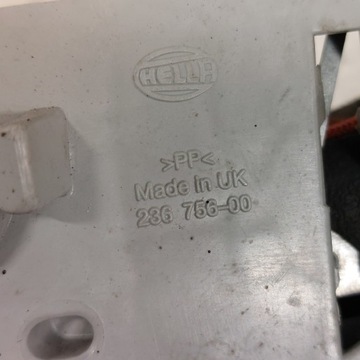 HELLA
>PP<
Made in UK
236 756-00